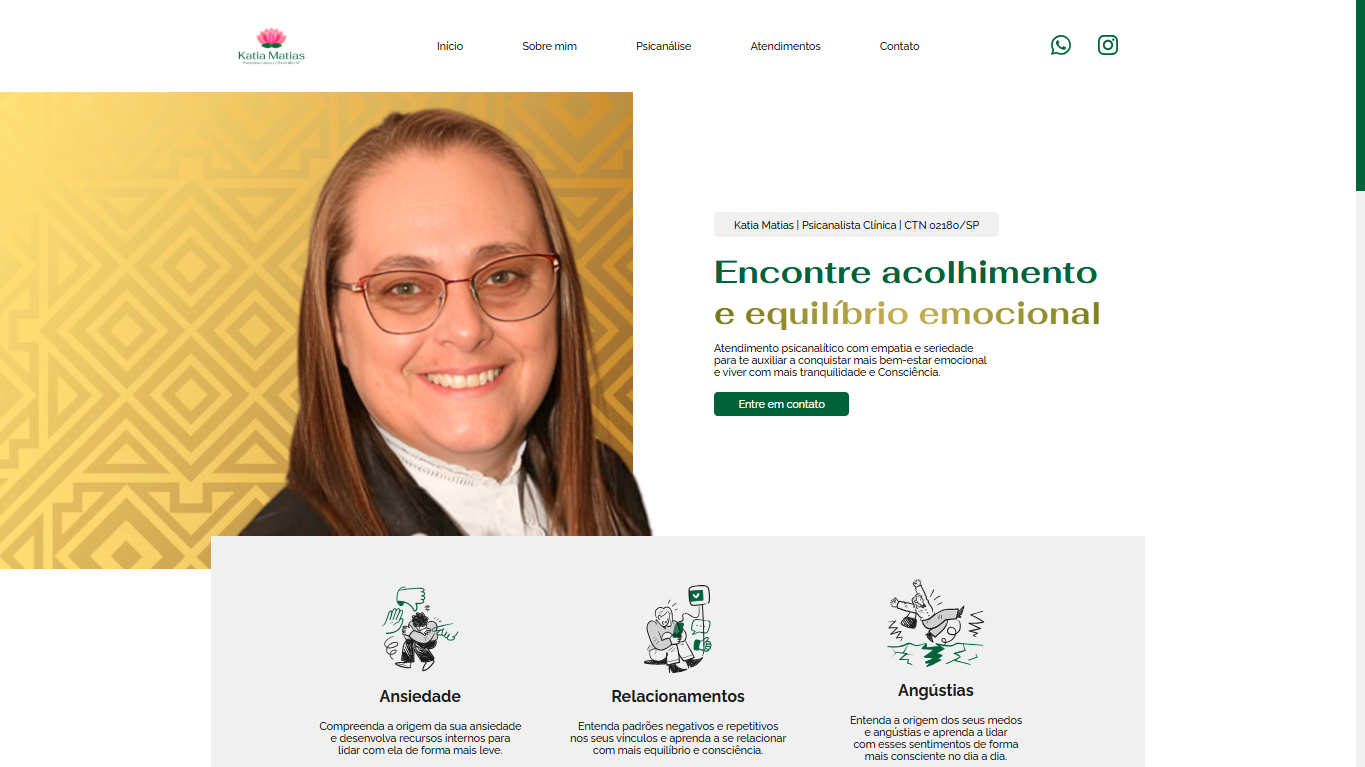 Katia Matias
Início
Sobre mim
Psicanálise
Atendimentos
Contato
Katia Matias | Psicanalista Clínica | CTN 02180/SP
Encontre acolhimento
e equilíbrio emocional
Atendimento psicanalítico com empatia e seriedade
para te auxiliar a conquistar mais bem-estar emocional
e viver com mais tranquilidade e Consciência.
Entre em contato
Ansiedade
Compreenda a origem da sua ansiedade
e desenvolva recursos internos para
lidar com ela de forma mais leve.
Relacionamentos
Entenda padrões negativos e repetitivos
nos seus vínculos e aprenda a se relacionar
com mais equilíbrio e consciência.
Angústias
Entenda a origem dos seus medos
e angústias e aprenda a lidar
com esses sentimentos de forma
mais consciente no dia a dia.